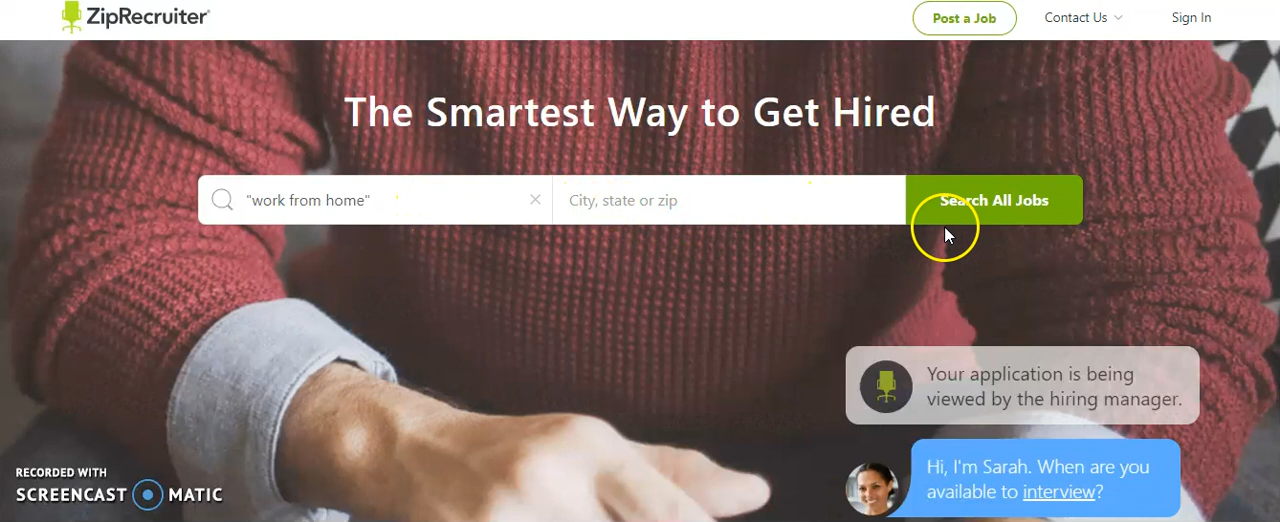 ZipRecruiter
Post a Job
Contact Us
Sign In
The Smartest Way to Get Hired
"work from home"
City, state or zip
Search All Jobs
Your application is being
viewed by the hiring manager.
Hi, I'm Sarah. When are you
available to interview?
RECORDED WITH
SCREENCAST MATIC